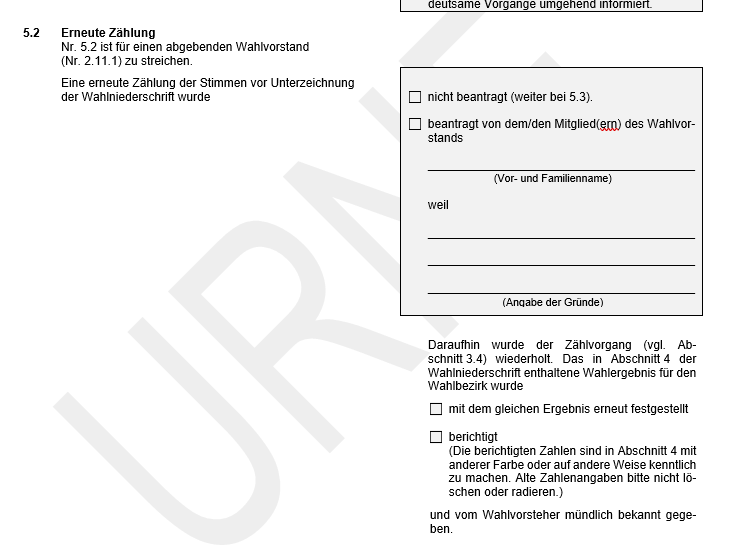 deutsame Vorgänge umgehend informiert.
5.2 Erneute Zählung
Nr. 5.2 ist für einen abgebenden Wahlvorstand
(Nr. 2.11.1) zu streichen.
Eine erneute Zählung der Stimmen vor Unterzeichnung
der Wahlniederschrift wurde
nicht beantragt (weiter bei 5.3).
beantragt von dem/den Mitglied(ern) des Wahlvor-
stands
(Vor- und Familienname)
weil
(Angabe der Gründe)
Daraufhin wurde der Zählvorgang (vgl. Ab-
schnitt 3.4) wiederholt. Das in Abschnitt 4 der
Wahlniederschrift enthaltene Wahlergebnis für den
Wahlbezirk wurde
mit dem gleichen Ergebnis erneut festgestellt
berichtigt
(Die berichtigten Zahlen sind in Abschnitt 4 mit
anderer Farbe oder auf andere Weise kenntlich
zu machen. Alte Zahlenangaben bitte nicht lö-
schen oder radieren.)
und vom Wahlvorsteher mündlich bekannt gege-
ben.
URNE